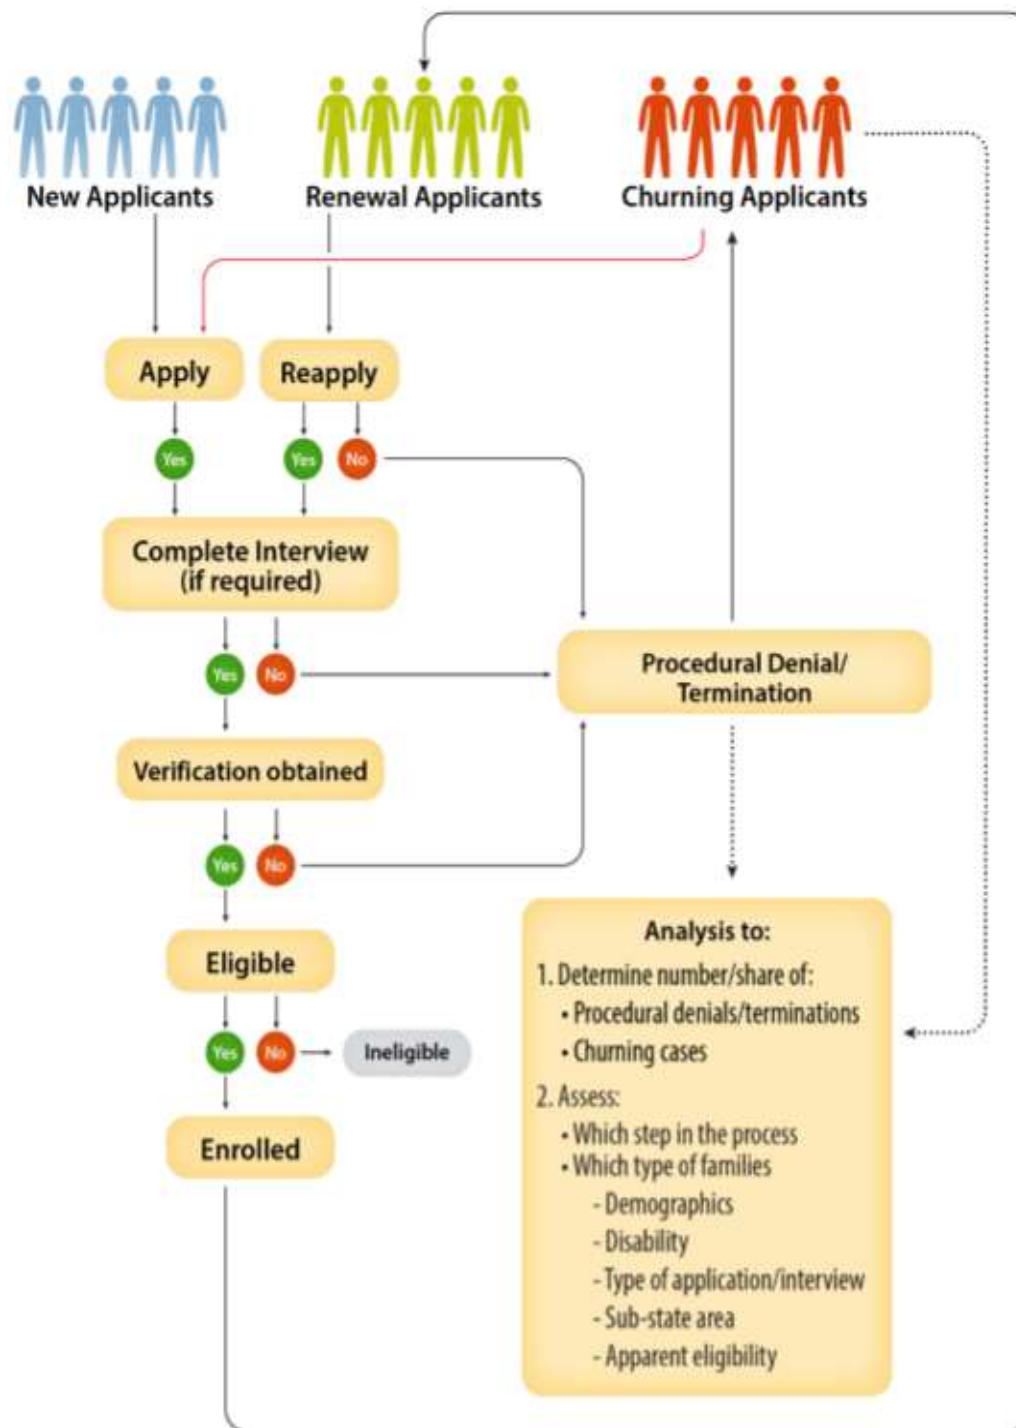 New Applicants
Renewal Applicants
Churning Applicants
Apply
Reapply
Yes
Yes
No
Complete Interview
(if required)
Yes
No
Procedural Denial/
Termination
Verification obtained
Yes
No
Eligible
Yes
No
Ineligible
Enrolled
Analysis to:
1. Determine number/share of:
• Procedural denials/terminations
• Churning cases
2. Assess:
• Which step in the process
• Which type of families
- Demographics
- Disability
- Type of application/interview
- Sub-state area
- Apparent eligibility